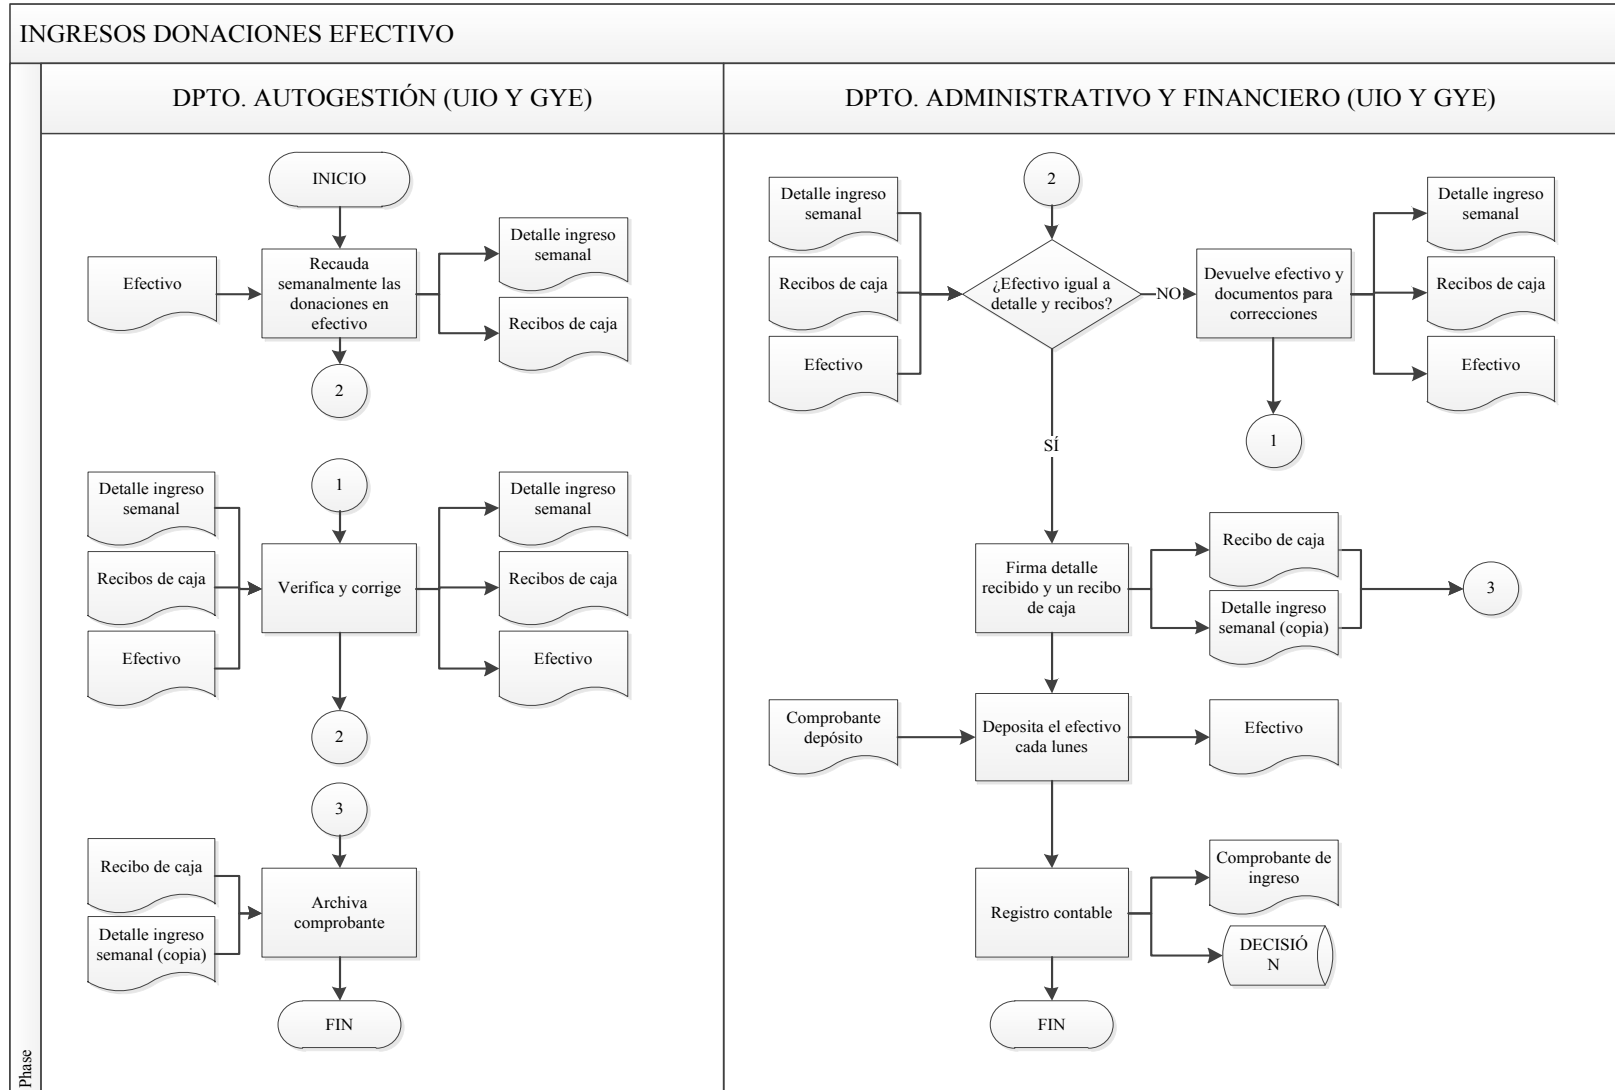 INGRESOS DONACIONES EFECTIVO
DPTO. AUTOGESTIÓN (UIO Y GYE)
INICIO
Efectivo
Recauda
semanalmente las
donaciones en
efectivo
Detalle ingreso
semanal
Recibos de caja
2
1
Detalle ingreso
semanal
Recibos de caja
Efectivo
Verifica y corrige
Detalle ingreso
semanal
Recibos de caja
Efectivo
2
3
Recibo de caja
Detalle ingreso
semanal (copia)
Archiva
comprobante
FIN
DPTO. ADMINISTRATIVO Y FINANCIERO (UIO Y GYE)
2
Detalle ingreso
semanal
Recibos de caja
Efectivo
¿Efectivo igual a
detalle y recibos?
NO
Devuelve efectivo y
documentos para
correcciones
Detalle ingreso
semanal
Recibos de caja
Efectivo
1
SÍ
Firma detalle
recibido y un recibo
de caja
Recibo de caja
Detalle ingreso
semanal (copia)
3
Comprobante
depósito
Deposita el efectivo
cada lunes
Efectivo
Registro contable
Comprobante de
ingreso
DECISIÓ
N
FIN
Phase